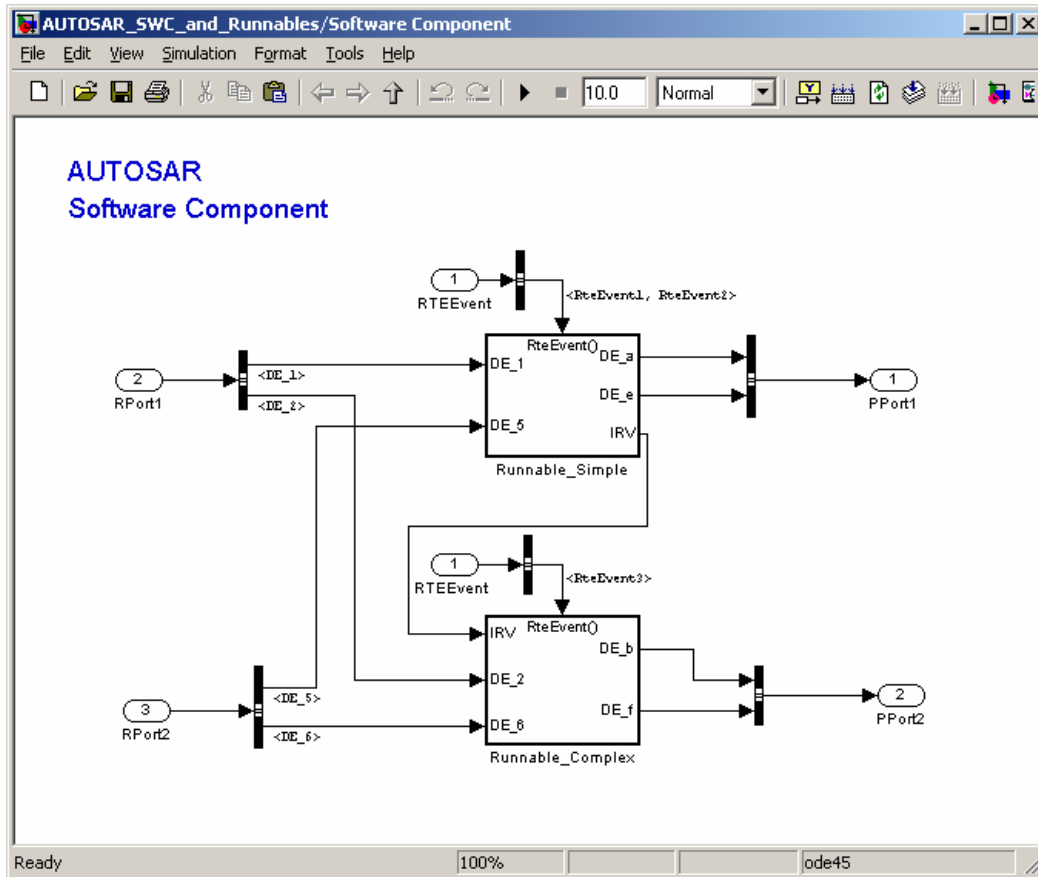 AUTOSAR_SWC_and_Runnables/Software Component
File Edit View Simulation Format Tools Help
10.0 Normal
AUTOSAR
Software Component
1
RTEEvent
<RteEvent1, RteEvent2>
RteEvent()
DE_1
DE_5
DE_a
DE_e
IRV
Runnable_Simple
2
RPort1
<DE_1>
<DE_2>
1
PPort1
1
RTEEvent
<RteEvent3>
RteEvent()
IRV
DE_2
DE_6
DE_b
DE_f
Runnable_Complex
3
RPort2
<DE_5>
<DE_6>
2
PPort2
Ready 100% ode45